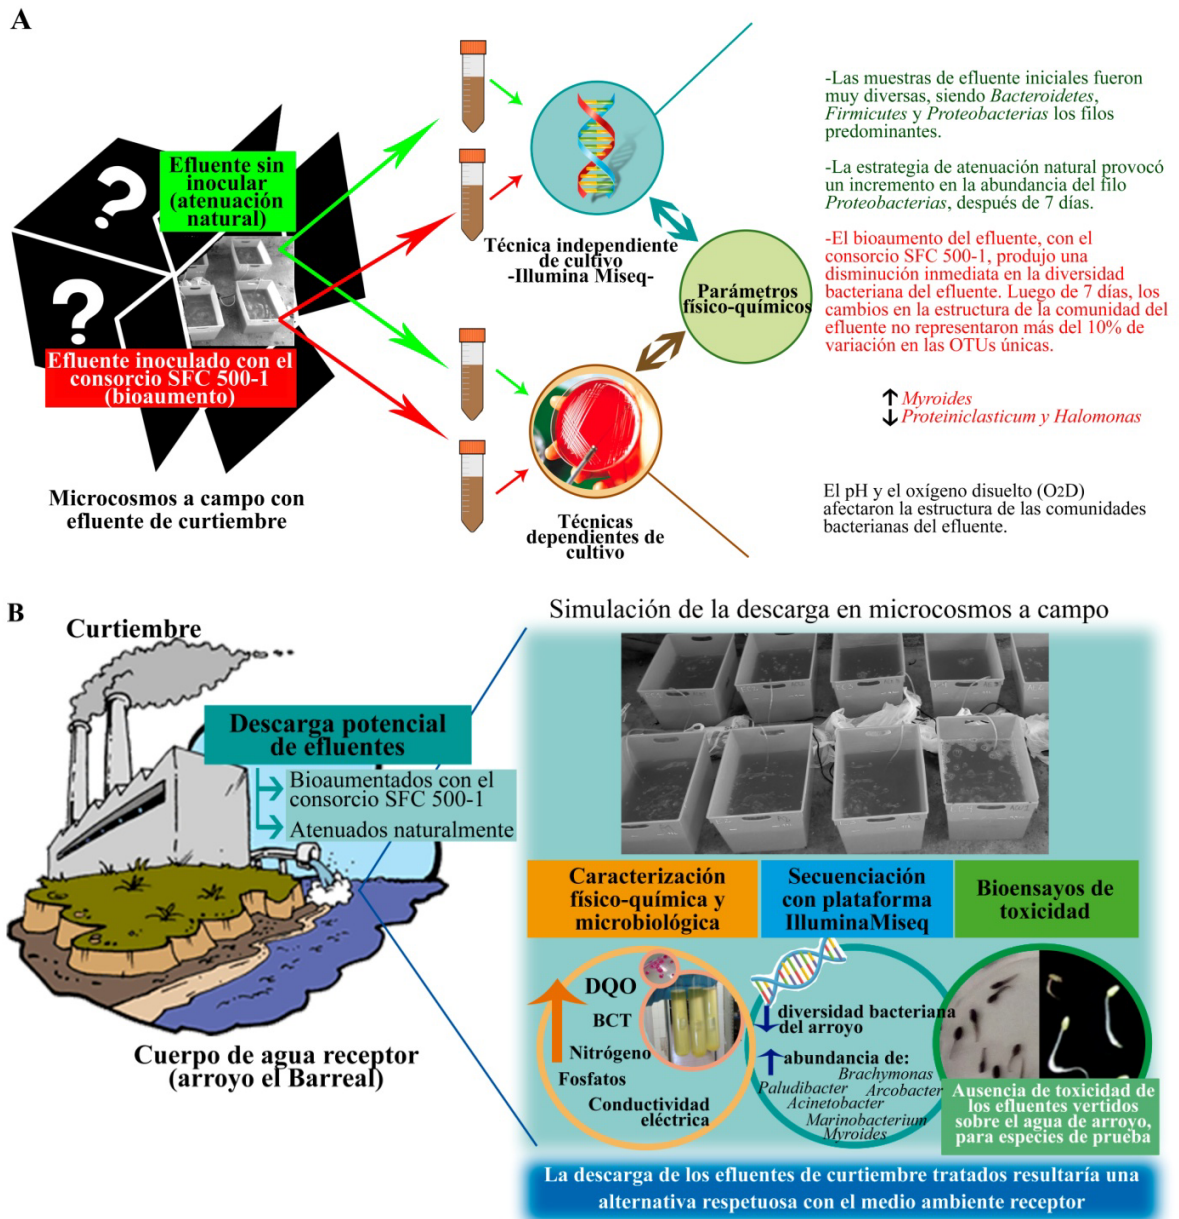 A
?
?
Efluente sin
inocular
(atenuación
natural)
Efluente inoculado con el
consorcio SFC 500-1
(bioaumento)
Microcosmos a campo con
efluente de curtiembre
Técnica independiente
de cultivo
-Illumina Miseq-
Parámetros
físico-químicos
Técnicas
dependientes de
cultivo
-Las muestras de efluente iniciales fueron
muy diversas, siendo Bacteroidetes,
Firmicutes y Proteobacterias los filos
predominantes.
-La estrategia de atenuación natural provocó
un incremento en la abundancia del filo
Proteobacterias, después de 7 días.
-El bioaumento del efluente, con el
consorcio SFC 500-1, produjo una
disminución inmediata en la diversidad
bacteriana del efluente. Luego de 7 días, los
cambios en la estructura de la comunidad del
efluente no representaron más del 10% de
variación en las OTUs únicas.
↑ Myroides
↓ Proteiniclasticum y Halomonas
El pH y el oxígeno disuelto (O2D)
afectaron la estructura de las comunidades
bacterianas del efluente.
B
Curtiembre
Descarga potencial
de efluentes
Bioaumentados con el
consorcio SFC 500-1
Atenuados naturalmente
Cuerpo de agua receptor
(arroyo el Barreal)
Simulación de la descarga en microcosmos a campo
Caracterización
físico-química y
microbiológica
DQO
BCT
Nitrógeno
Fosfatos
Conductividad
eléctrica
Secuenciación
con plataforma
IlluminaMiseq
↓ diversidad bacteriana
del arroyo
↑ abundancia de:
Brachymonas
Paludibacter Arcobacter
Acinetobacter
Marinobacterium
Myroides
Bioensayos de
toxicidad
Ausencia de toxicidad de
los efluentes vertidos
sobre el agua de arroyo,
para especies de prueba
La descarga de los efluentes de curtiembre tratados resultaría una
alternativa respetuosa con el medio ambiente receptor